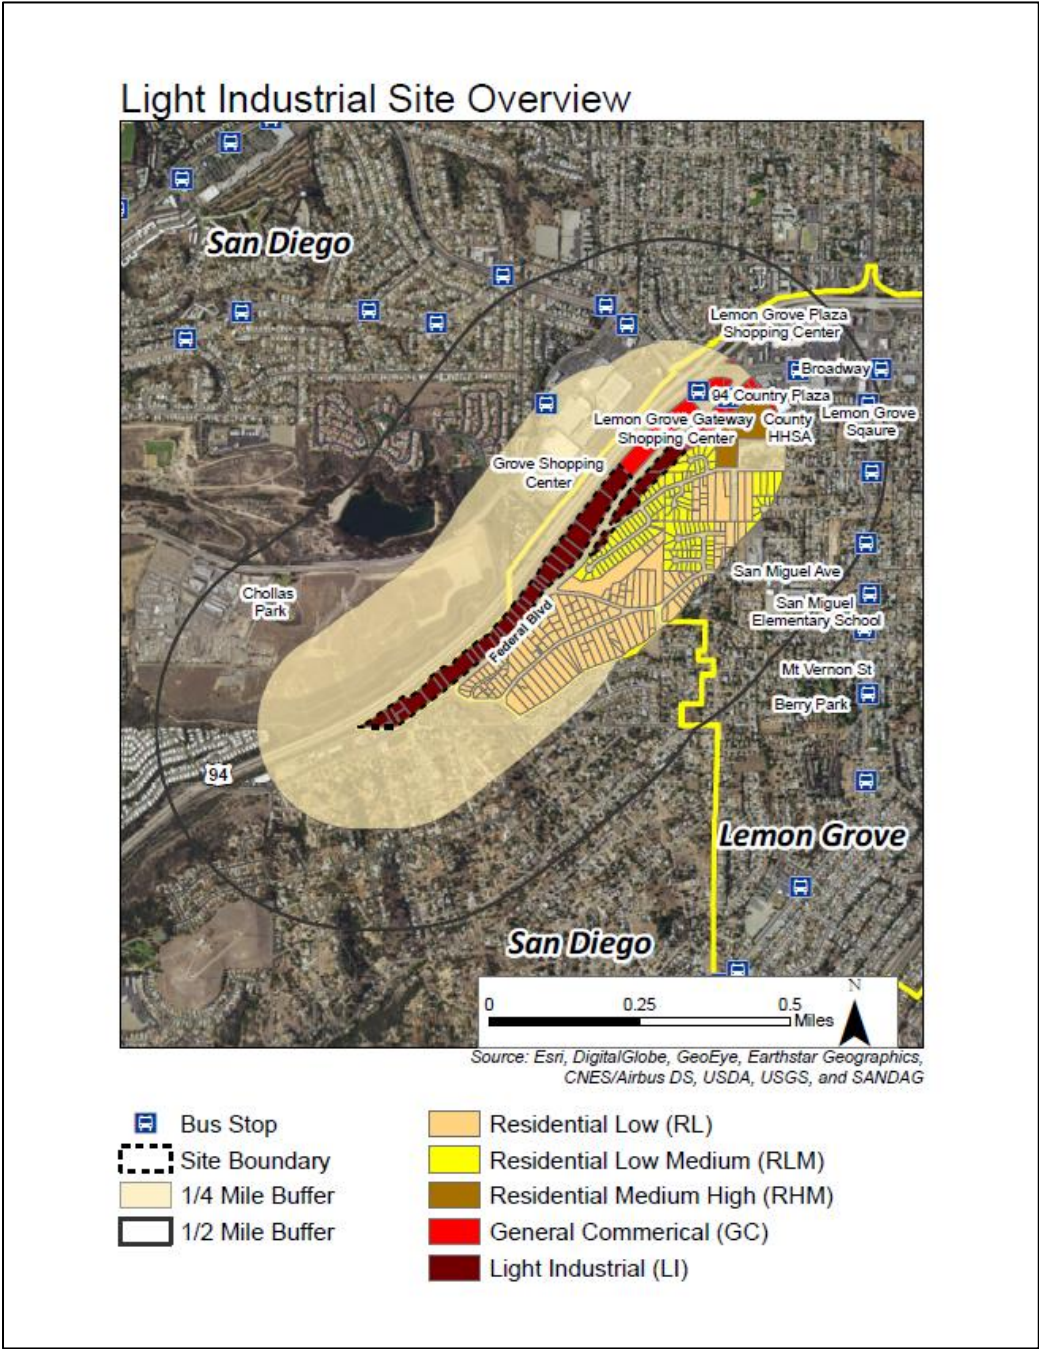 Light Industrial Site Overview
San Diego
Lemon Grove Plaza
Shopping Center
Broadway
94 Country Plaza
Lemon Grove Gateway
Shopping Center
County
HHSA
Lemon Grove
Sqaure
Grove Shopping
Center
San Miguel Ave
Chollas
Park
San Miguel
Elementary School
Federal Blvd
Mt Vernon St
Berry Park
94
Lemon Grove
San Diego
N
0 0.25 0.5
Miles
Source: Esri, DigitalGlobe, GeoEye, Earthstar Geographics,
CNES/Airbus DS, USDA, USGS, and SANDAG
Bus Stop
Site Boundary
1/4 Mile Buffer
1/2 Mile Buffer
Residential Low (RL)
Residential Low Medium (RLM)
Residential Medium High (RHM)
General Commerical (GC)
Light Industrial (LI)